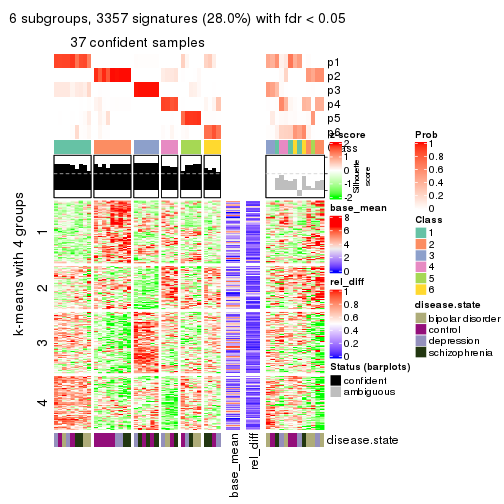 6 subgroups, 3357 signatures (28.0%) with fdr < 0.05
37 confident samples
p1
p2
p3
p4
p5
p6
Class
z-score
2
1
0
-1
-2
Silhouette
score
base_mean
8
6
4
2
0
rel_diff
1
0.8
0.6
0.4
0.2
0
Status (barplots)
confident
ambiguous
Prob
1
0.8
0.6
0.4
0.2
0
Class
1
2
3
4
5
6
disease.state
bipolar disorder
control
depression
schizophrenia
k-means with 4 groups
1
2
3
4
disease.state
base_mean
rel_diff